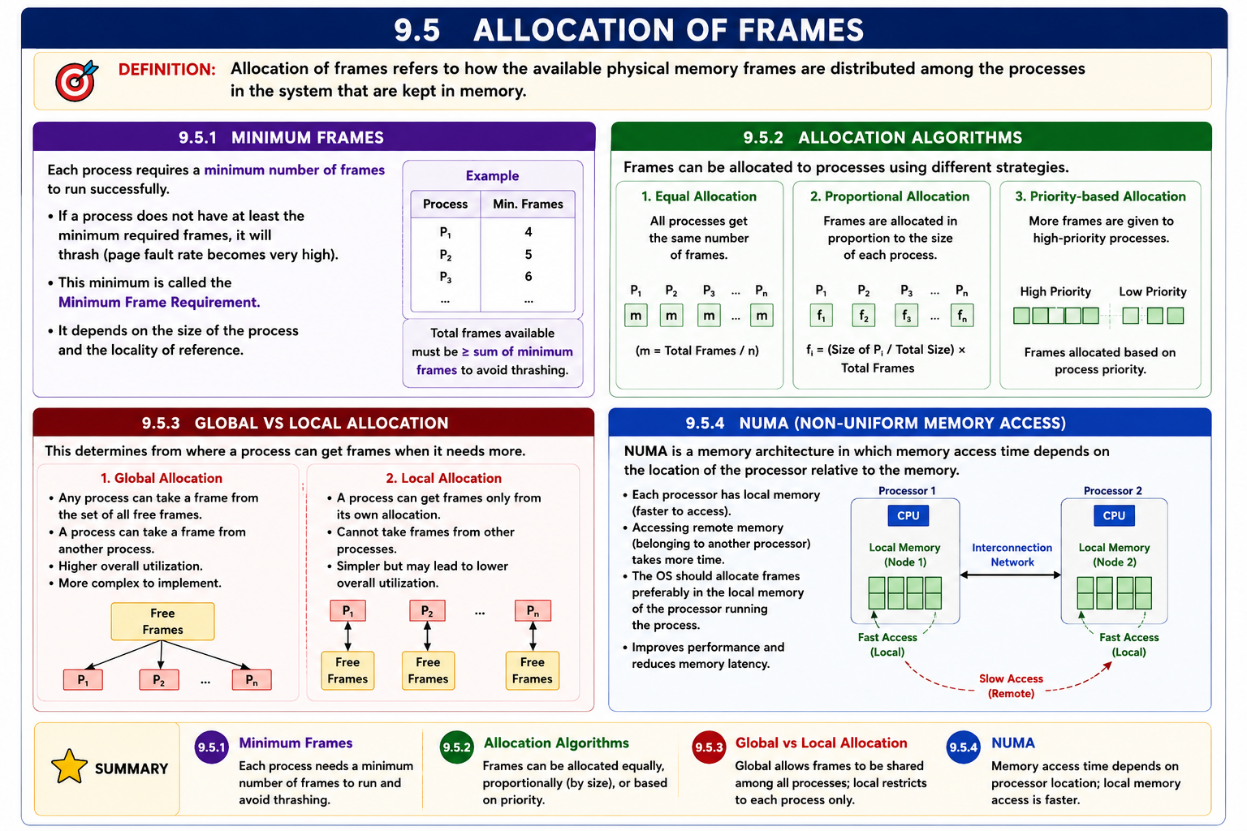 9.5 ALLOCATION OF FRAMES
DEFINITION: Allocation of frames refers to how the available physical memory frames are distributed among the processes
in the system that are kept in memory.
9.5.1 MINIMUM FRAMES
Each process requires a minimum number of frames
to run successfully.
• If a process does not have at least the
minimum required frames, it will
thrash (page fault rate becomes very high).
• This minimum is called the
Minimum Frame Requirement.
• It depends on the size of the process
and the locality of reference.
Example
Process Min. Frames
P₁ 4
P₂ 5
P₃ 6
... ...
Total frames available
must be ≥ sum of minimum
frames to avoid thrashing.
9.5.2 ALLOCATION ALGORITHMS
Frames can be allocated to processes using different strategies.
1. Equal Allocation
All processes get
the same number
of frames.
P₁ P₂ P₃ ... Pₙ
m m m ... m
(m = Total Frames / n)
2. Proportional Allocation
Frames are allocated in
proportion to the size
of each process.
P₁ P₂ P₃ ... Pₙ
f₁ f₂ f₃ ... fₙ
fᵢ = (Size of Pᵢ / Total Size) ×
Total Frames
3. Priority-based Allocation
More frames are given to
high-priority processes.
High Priority Low Priority
Frames allocated based on
process priority.
9.5.3 GLOBAL VS LOCAL ALLOCATION
This determines from where a process can get frames when it needs more.
1. Global Allocation
• Any process can take a frame from
the set of all free frames.
• A process can take a frame from
another process.
• Higher overall utilization.
• More complex to implement.
Free
Frames
P₁ P₂ ... Pₙ
2. Local Allocation
• A process can get frames only from
its own allocation.
• Cannot take frames from other
processes.
• Simpler but may lead to lower
overall utilization.
P₁ P₂ ... Pₙ
Free Free Free
Frames Frames Frames
9.5.4 NUMA (NON-UNIFORM MEMORY ACCESS)
NUMA is a memory architecture in which memory access time depends on
the location of the processor relative to the memory.
• Each processor has local memory
(faster to access).
• Accessing remote memory
(belonging to another processor)
takes more time.
• The OS should allocate frames
preferably in the local memory
of the processor running
the process.
• Improves performance and
reduces memory latency.
Processor 1 Processor 2
CPU CPU
Local Memory
(Node 1)
Interconnection
Network
Local Memory
(Node 2)
Fast Access
(Local)
Fast Access
(Local)
Slow Access
(Remote)
SUMMARY
9.5.1 Minimum Frames
Each process needs a minimum
number of frames to run and
avoid thrashing.
9.5.2 Allocation Algorithms
Frames can be allocated equally,
proportionally (by size), or based
on priority.
9.5.3 Global vs Local Allocation
Global allows frames to be shared
among all processes; local restricts
to each process only.
9.5.4 NUMA
Memory access time depends on
processor location; local memory
access is faster.